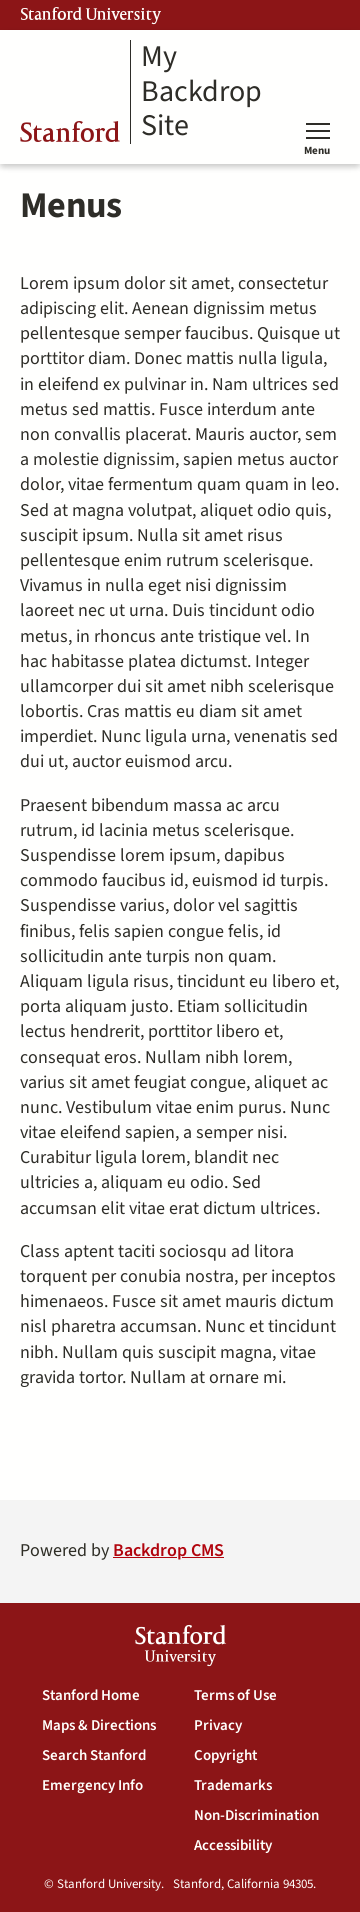 Stanford University
Stanford
My
Backdrop
Site
Menu
Menus
Lorem ipsum dolor sit amet, consectetur
adipiscing elit. Aenean dignissim metus
pellentesque semper faucibus. Quisque ut
porttitor diam. Donec mattis nulla ligula,
in eleifend ex pulvinar in. Nam ultrices sed
metus sed mattis. Fusce interdum ante
non convallis placerat. Mauris auctor, sem
a molestie dignissim, sapien metus auctor
dolor, vitae fermentum quam quam in leo.
Sed at magna volutpat, aliquet odio quis,
suscipit ipsum. Nulla sit amet risus
pellentesque enim rutrum scelerisque.
Vivamus in nulla eget nisi dignissim
laoreet nec ut urna. Duis tincidunt odio
metus, in rhoncus ante tristique vel. In
hac habitasse platea dictumst. Integer
ullamcorper dui sit amet nibh scelerisque
lobortis. Cras mattis eu diam sit amet
imperdiet. Nunc ligula urna, venenatis sed
dui ut, auctor euismod arcu.
Praesent bibendum massa ac arcu
rutrum, id lacinia metus scelerisque.
Suspendisse lorem ipsum, dapibus
commodo faucibus id, euismod id turpis.
Suspendisse varius, dolor vel sagittis
finibus, felis sapien congue felis, id
sollicitudin ante turpis non quam.
Aliquam ligula risus, tincidunt eu libero et,
porta aliquam justo. Etiam sollicitudin
lectus hendrerit, porttitor libero et,
consequat eros. Nullam nibh lorem,
varius sit amet feugiat congue, aliquet ac
nunc. Vestibulum vitae enim purus. Nunc
vitae eleifend sapien, a semper nisi.
Curabitur ligula lorem, blandit nec
ultricies a, aliquam eu odio. Sed
accumsan elit vitae erat dictum ultrices.
Class aptent taciti sociosqu ad litora
torquent per conubia nostra, per inceptos
himenaeos. Fusce sit amet mauris dictum
nisl pharetra accumsan. Nunc et tincidunt
nibh. Nullam quis suscipit magna, vitae
gravida tortor. Nullam at ornare mi.
Powered by Backdrop CMS
Stanford
University
Stanford Home
Maps & Directions
Search Stanford
Emergency Info
Terms of Use
Privacy
Copyright
Trademarks
Non-Discrimination
Accessibility
© Stanford University. Stanford, California 94305.